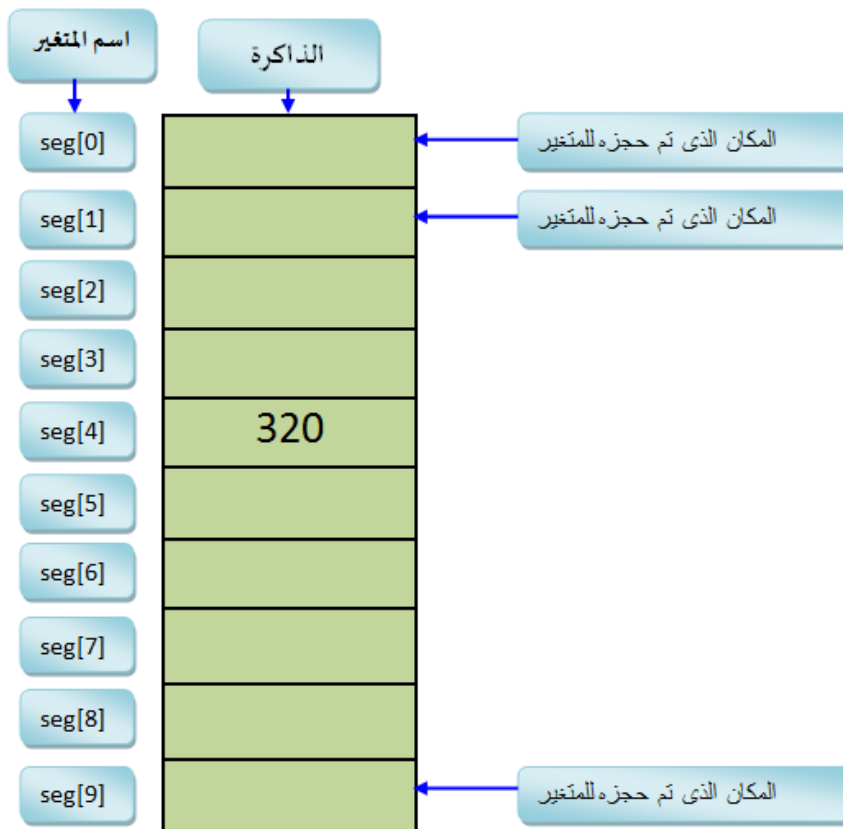 اسم المتغير
الذاكرة
seg[0]
المكان الذى تم حجزه للمتغير
seg[1]
المكان الذى تم حجزه للمتغير
seg[2]
seg[3]
seg[4]
320
seg[5]
seg[6]
seg[7]
seg[8]
seg[9]
المكان الذى تم حجزه للمتغير